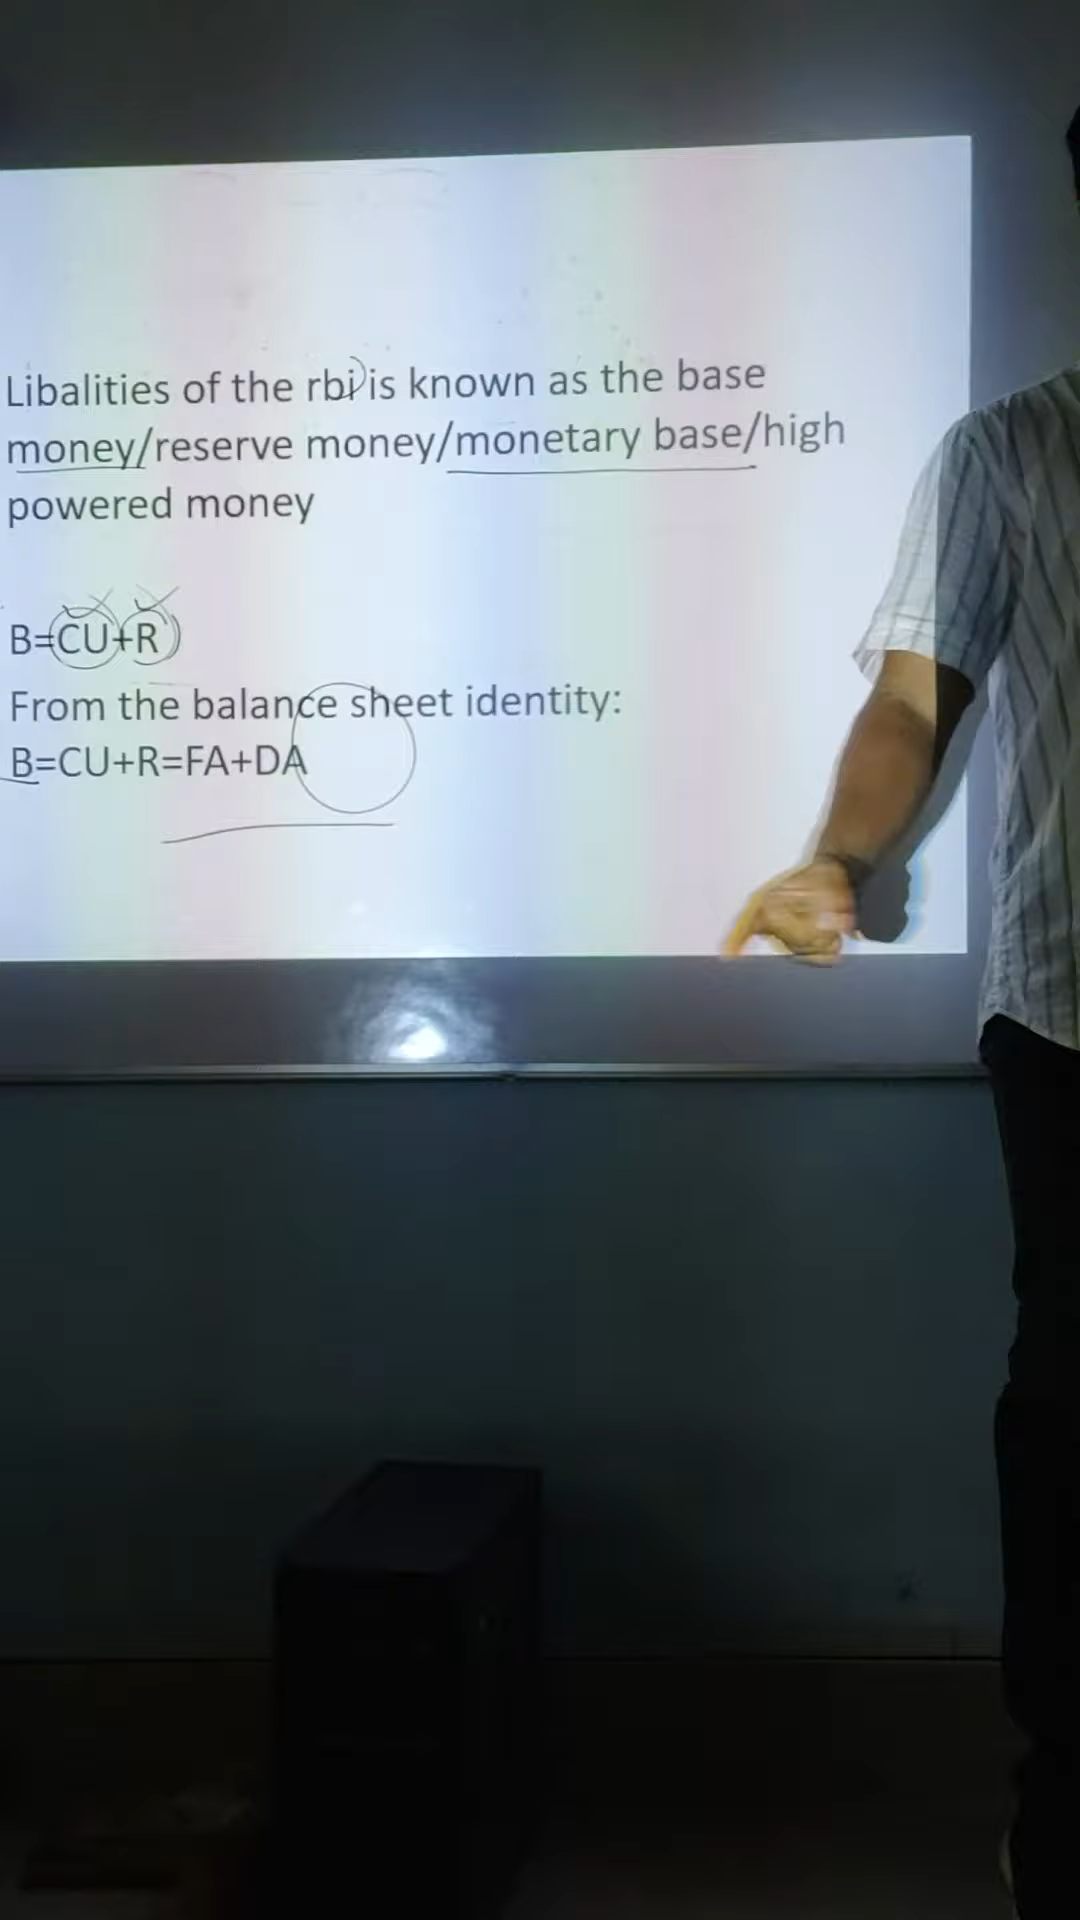 Libalities of the rbi is known as the base
money/reserve money/monetary base/high
powered money
B=CU+R
From the balance sheet identity:
B=CU+R=FA+DA